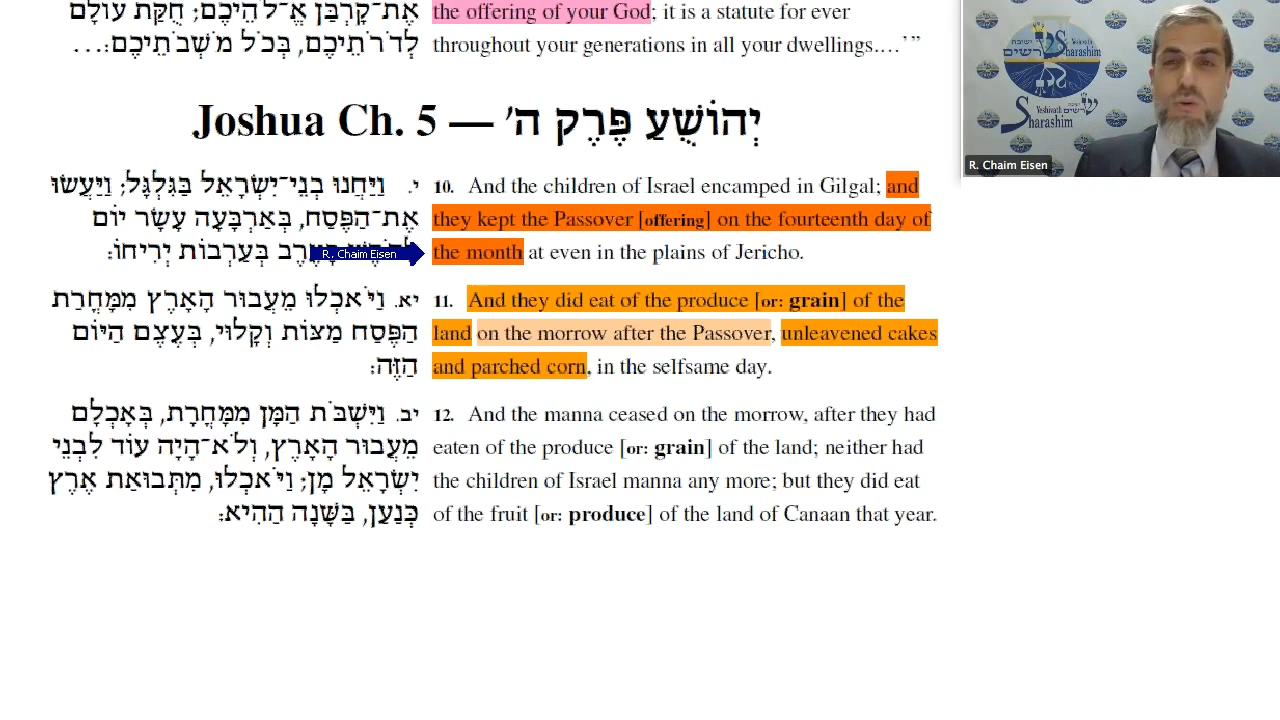 אֶת־קָרְבַּן אֱ־לֹהֵיכֶם; חֻקַּת עוֹלָם
לְדֹרֹתֵיכֶם, בְּכֹל מֹשְׁבֹתֵיכֶם:…
the offering of your God; it is a statute for ever
throughout your generations in all your dwellings.…’”
Joshua Ch. 5 — יְהוֹשֻׁעַ פֶּרֶק ה’
י. וַיַּחֲנוּ בְנֵי־יִשְׂרָאֵל בַּגִּלְגָּל; וַיַּעֲשׂוּ
אֶת־הַפֶּסַח, בְּאַרְבָּעָה עָשָׂר יוֹם
בָּעֶרֶב בְּעַרְבוֹת יְרִיחוֹ:
R. Chaim Eisen
10. And the children of Israel encamped in Gilgal; and
they kept the Passover [offering] on the fourteenth day of
the month at even in the plains of Jericho.
יא. וַיֹּאכְלוּ מֵעֲבוּר הָאָרֶץ מִמָּחֳרַת
הַפֶּסַח מַצּוֹת וְקָלוּי, בְּעֶצֶם הַיּוֹם
הַזֶּה:
11. And they did eat of the produce [or: grain] of the
land on the morrow after the Passover, unleavened cakes
and parched corn, in the selfsame day.
יב. וַיִּשְׁבֹּת הַמָּן מִמָּחֳרָת, בְּאָכְלָם
מֵעֲבוּר הָאָרֶץ, וְלֹא־הָיָה עוֹד לִבְנֵי
יִשְׂרָאֵל מָן; וַיֹּאכְלוּ, מִתְּבוּאַת אֶרֶץ
כְּנַעַן, בַּשָּׁנָה הַהִיא:
12. And the manna ceased on the morrow, after they had
eaten of the produce [or: grain] of the land; neither had
the children of Israel manna any more; but they did eat
of the fruit [or: produce] of the land of Canaan that year.
ישיבת שרשים
Yeshivath Sharashim
Yeshivath שרשים
Sharashim
R. Chaim Eisen